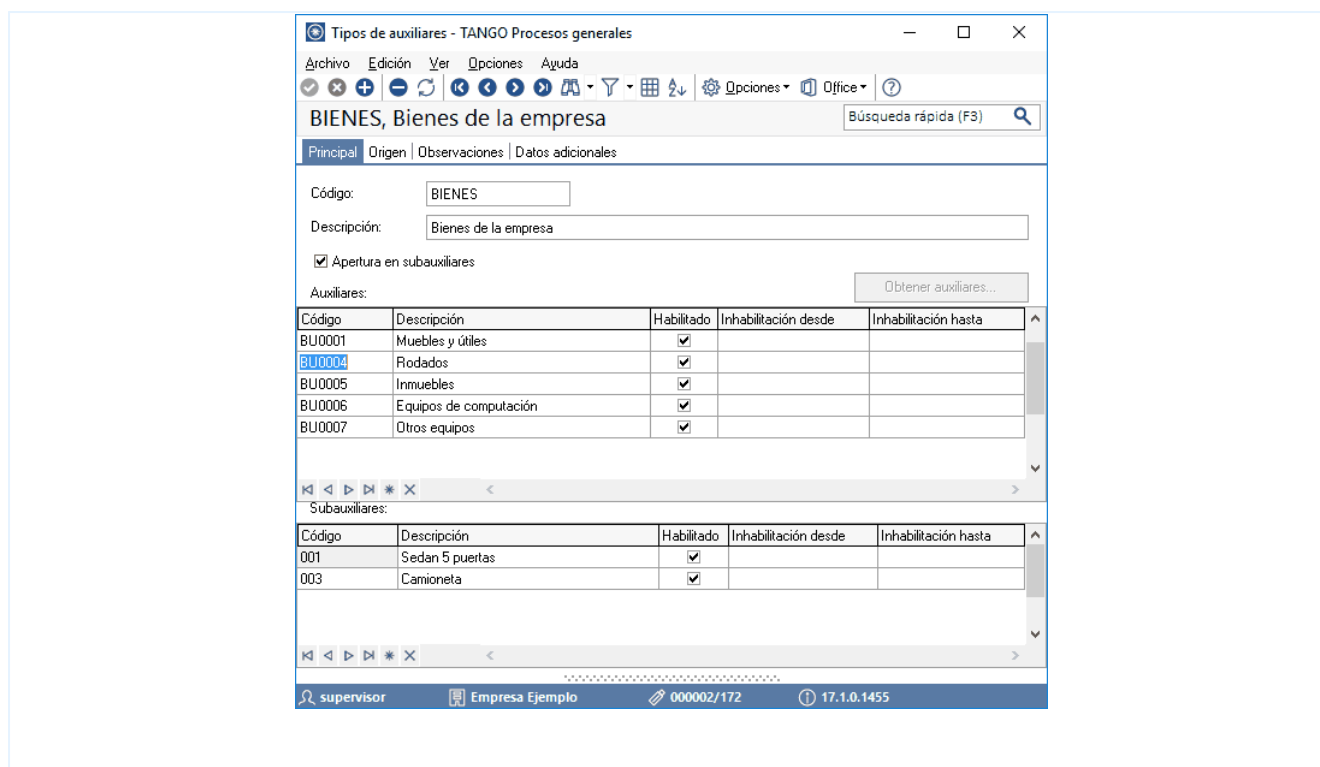 Tipos de auxiliares - TANGO Procesos generales
Archivo Edición Ver Opciones Ayuda
Opciones Office
BIENES, Bienes de la empresa
Búsqueda rápida (F3)
Principal Origen Observaciones Datos adicionales
Código: BIENES
Descripción: Bienes de la empresa
Apertura en subauxiliares
Obtener auxiliares...
Auxiliares:
Código Descripción Habilitado Inhabilitación desde Inhabilitación hasta
BU0001 Muebles y útiles
BU0004 Rodados
BU0005 Inmuebles
BU0006 Equipos de computación
BU0007 Otros equipos
Subauxiliares:
Código Descripción Habilitado Inhabilitación desde Inhabilitación hasta
001 Sedan 5 puertas
003 Camioneta
supervisor Empresa Ejemplo 000002/172 17.1.0.1455